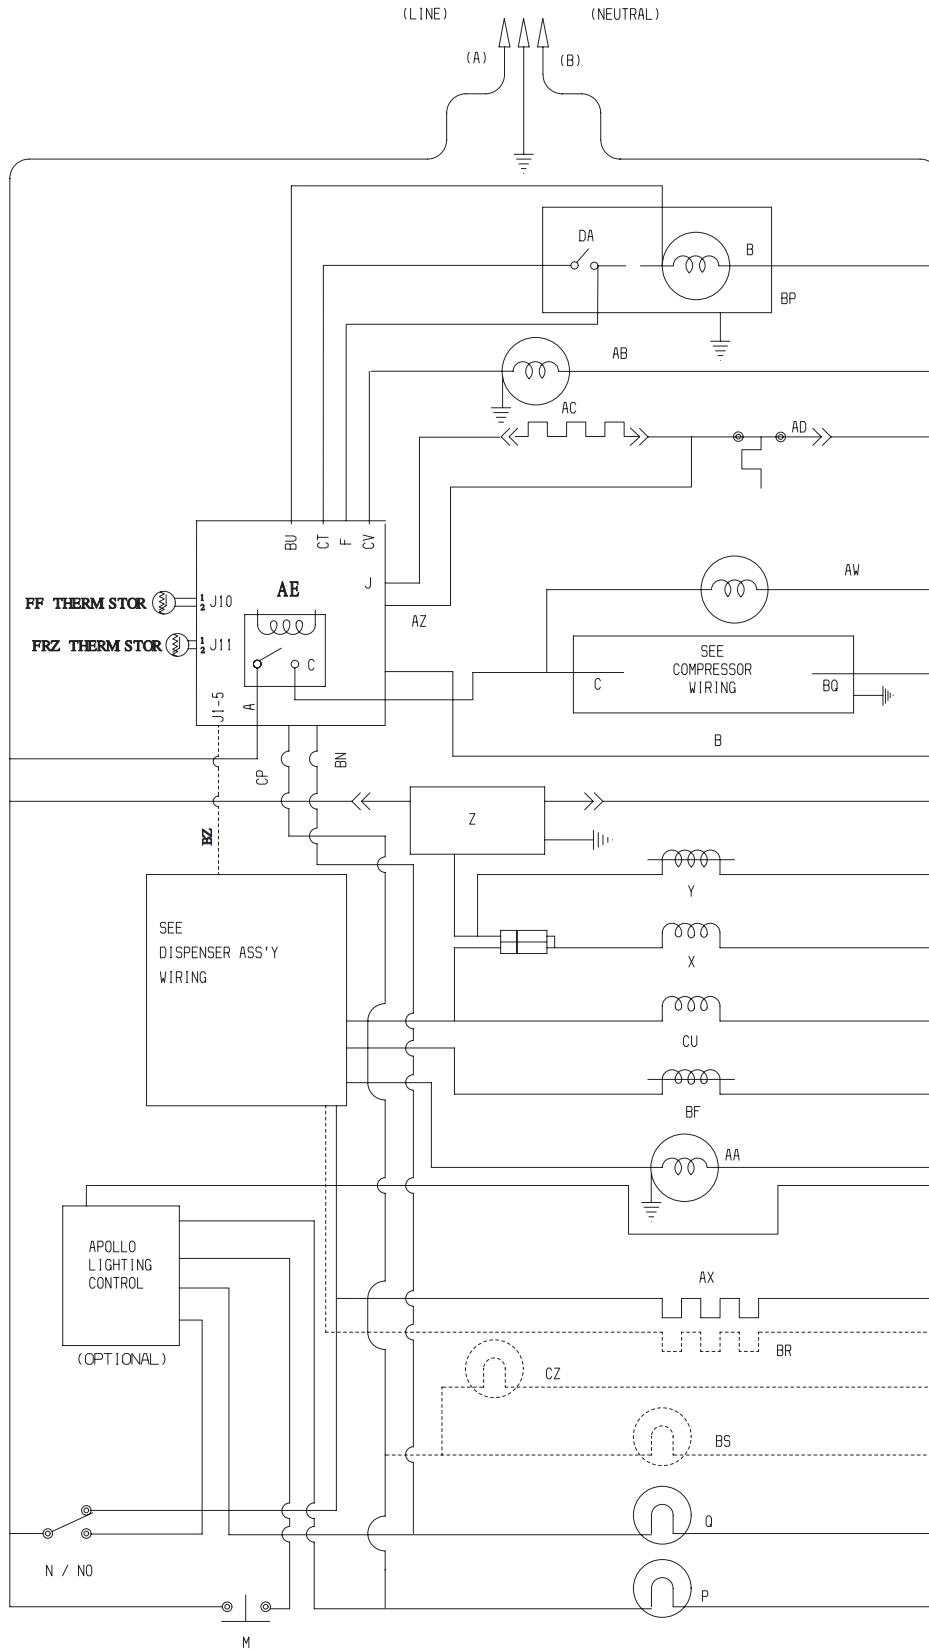 (LINE)
(NEUTRAL)
(A)
(B)
DA
B
BP
AB
AC
AD
BU
CT
F
CV
J
AE
FF THERMISTOR
1
2
J10
AZ
AW
FRZ THERMISTOR
1
2
J11
C
SEE
COMPRESSOR
WIRING
C
BQ
J1-5
A
B
CP
BN
Z
BZ
Y
SEE
DISPENSER ASS'Y
WIRING
X
CU
BF
AA
APOLLO
LIGHTING
CONTROL
(OPTIONAL)
AX
BR
CZ
BS
Q
N / NO
P
M